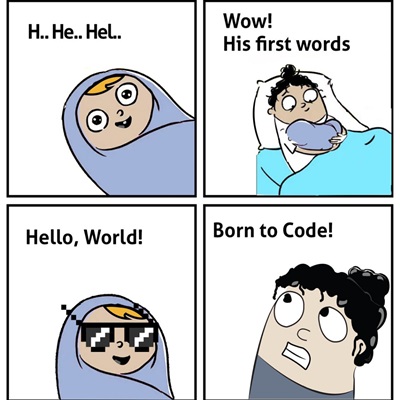 H.. He.. Hel..
Wow!
His first words
Hello, World!
Born to Code!